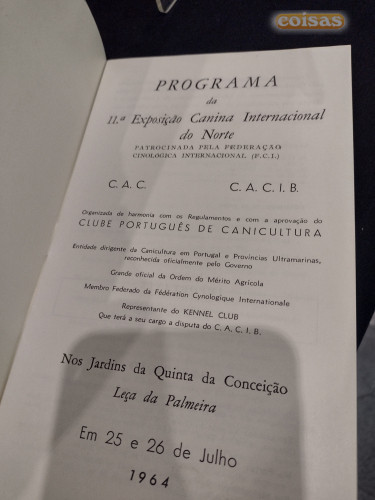 coisas
PROGRAMA
da
11.ª Exposição Canina Internacional
do Norte
PATROCINADA PELA FEDERAÇÃO
CINOLÓGICA INTERNACIONAL (F.C.I.)
C. A. C. C. A. C. I. B.
Organizada de harmonia com os Regulamentos e com a aprovação do
CLUBE PORTUGUÊS DE CANICULTURA
Entidade dirigente da Canicultura em Portugal e Províncias Ultramarinas,
reconhecida oficialmente pelo Governo
Grande oficial da Ordem do Mérito Agrícola
Membro Federado da Fédération Cynologique Internationale
Representante do KENNEL CLUB
Que terá a seu cargo a disputa do C. A. C. I. B.
Nos Jardins da Quinta da Conceição
Leça da Palmeira
Em 25 e 26 de Julho
1964